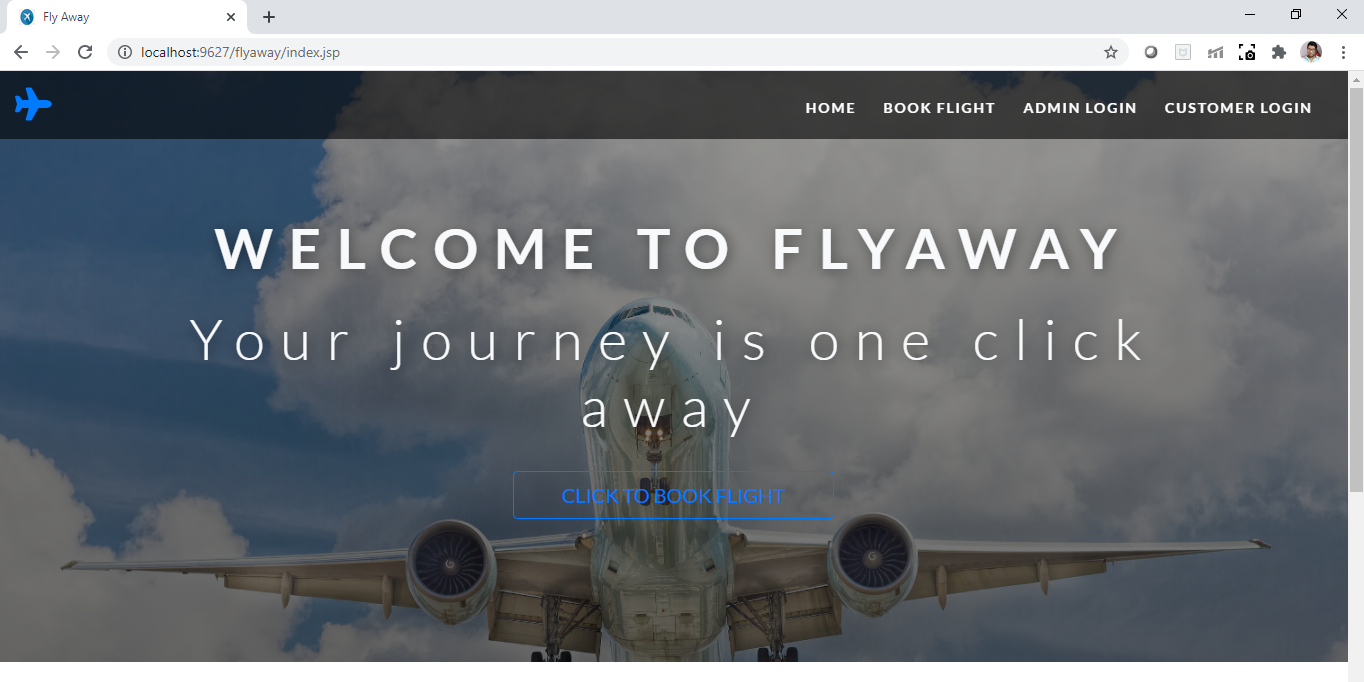 Fly Away
localhost:9627/flyaway/index.jsp
HOME BOOK FLIGHT ADMIN LOGIN CUSTOMER LOGIN
WELCOME TO FLYAWAY
Your journey is one click
away
CLICK TO BOOK FLIGHT